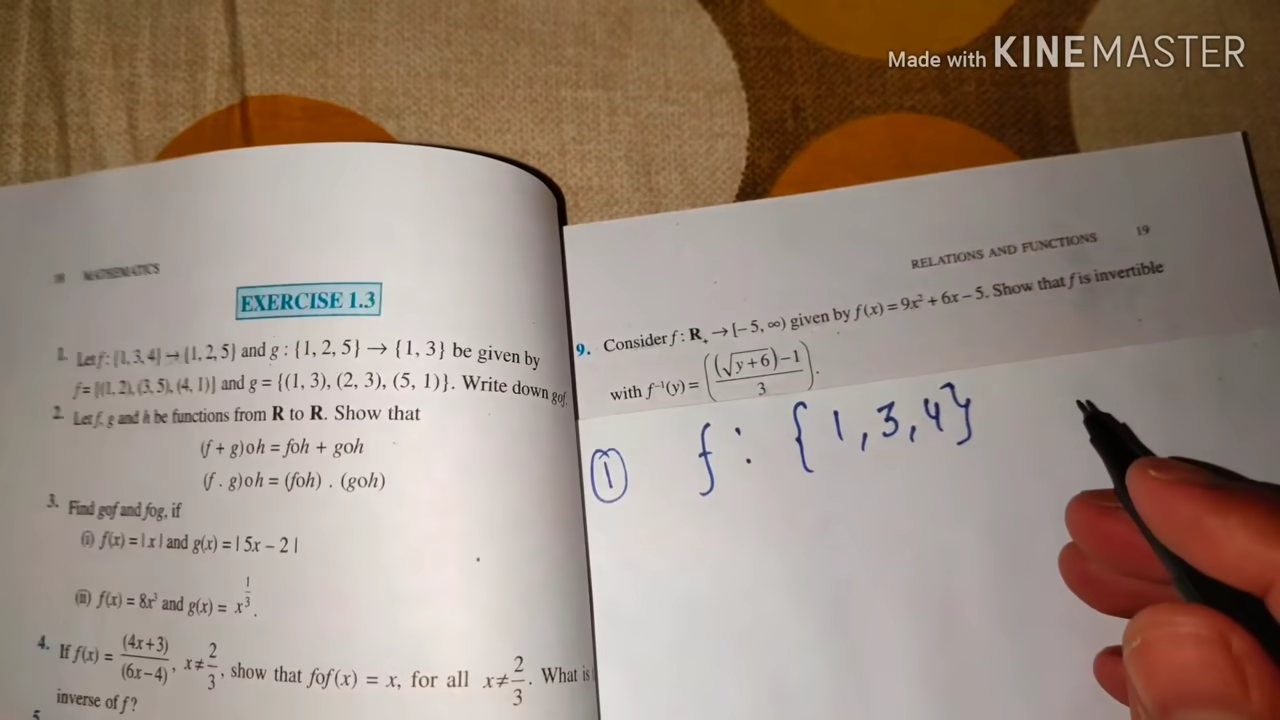 Made with KINEMASTER
18 MATHEMATICS
EXERCISE 1.3
1. Let f : {1, 3, 4} → {1, 2, 5} and g : {1, 2, 5} → {1, 3} be given by
f = {(1, 2), (3, 5), (4, 1)} and g = {(1, 3), (2, 3), (5, 1)}. Write down gof.
2. Let f, g and h be functions from R to R. Show that
(f + g)oh = foh + goh
(f . g)oh = (foh) . (goh)
3. Find gof and fog, if
(i) f(x) = | x | and g(x) = | 5x – 2 |
(ii) f(x) = 8x³ and g(x) = x^(1/3).
4. If f(x) = (4x+3)/(6x–4), x ≠ 2/3, show that fof(x) = x, for all x ≠ 2/3. What is
inverse of f?
5
RELATIONS AND FUNCTIONS 19
9. Consider f : R₊ → [– 5, ∞) given by f (x) = 9x² + 6x – 5. Show that f is invertible
with f⁻¹(y) = (((√y+6)–1)/3).
① f : {1,3,4}